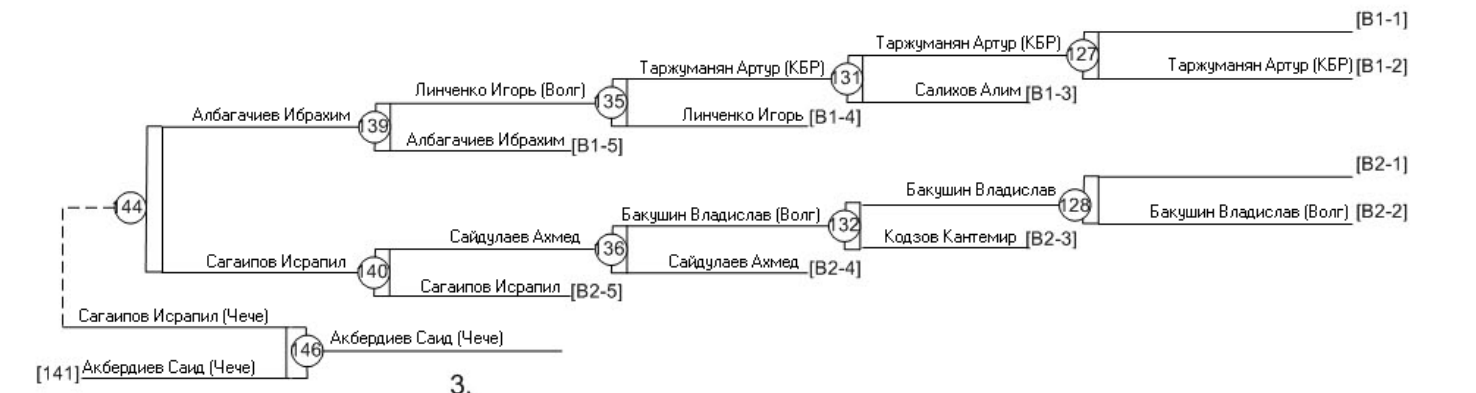 [B1-1]
Таржуманян Артур (КБР) 127
Таржуманян Артур (КБР) 131 Таржуманян Артур (КБР) [B1-2]
Линченко Игорь (Волг) 135 Салихов Алим [B1-3]
Албагачиев Ибрахим 139 Линченко Игорь [B1-4]
Албагачиев Ибрахим [B1-5]
[B2-1]
Бакушин Владислав 128
144 Бакушин Владислав (Волг) 132 Бакушин Владислав (Волг) [B2-2]
Сайдулаев Ахмед 136 Кодзов Кантемир [B2-3]
Сагаипов Исрапил 140 Сайдулаев Ахмед [B2-4]
Сагаипов Исрапил [B2-5]
Сагаипов Исрапил (Чече)
146 Акбердиев Саид (Чече)
[141] Акбердиев Саид (Чече)
3.